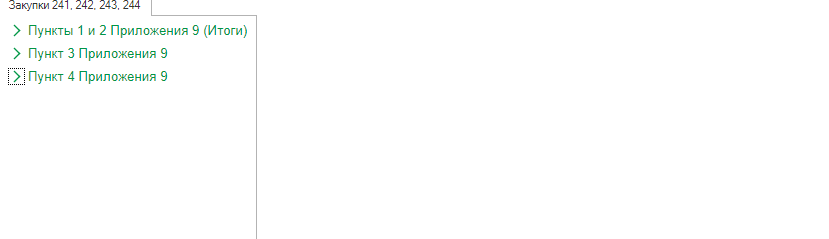 Закупки 241, 242, 243, 244
Пункты 1 и 2 Приложения 9 (Итоги)
Пункт 3 Приложения 9
Пункт 4 Приложения 9